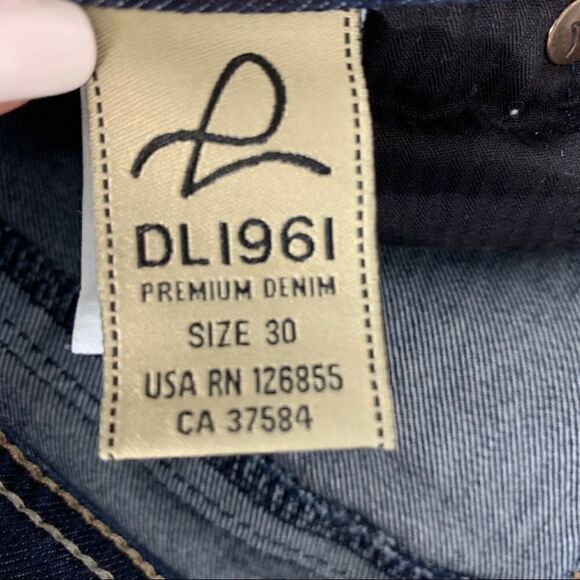 DL1961
PREMIUM DENIM
SIZE 30
USA RN 126855
CA 37584